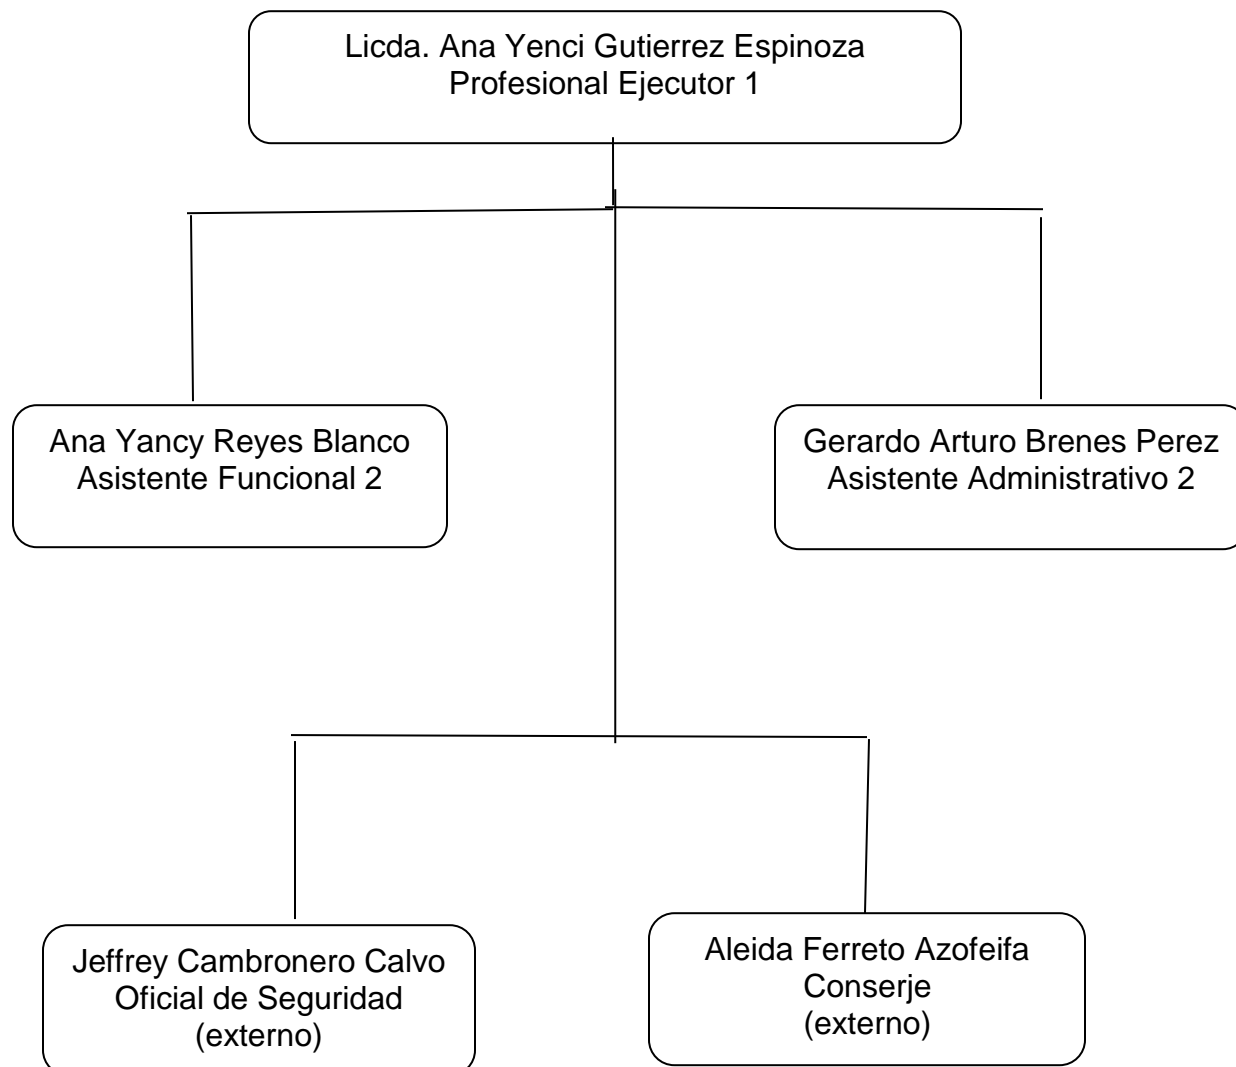 Licda. Ana Yenci Gutierrez Espinoza
Profesional Ejecutor 1
Ana Yancy Reyes Blanco
Asistente Funcional 2
Gerardo Arturo Brenes Perez
Asistente Administrativo 2
Jeffrey Cambronero Calvo
Oficial de Seguridad
(externo)
Aleida Ferreto Azofeifa
Conserje
(externo)